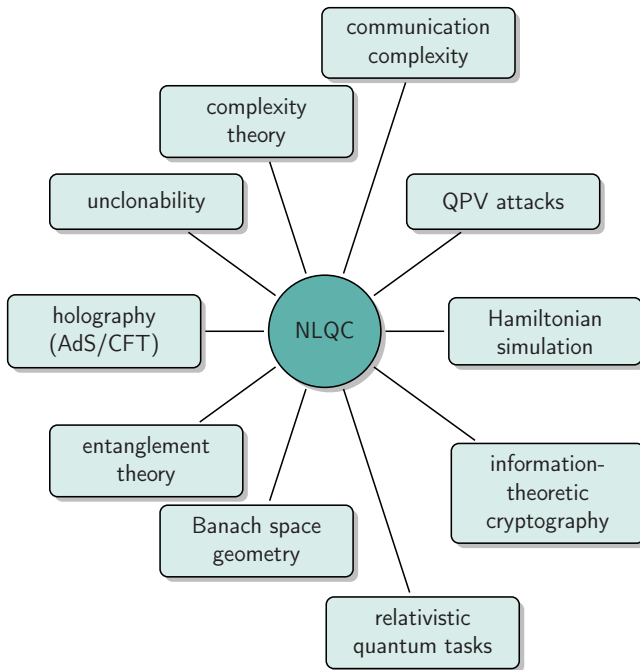 communication
complexity
complexity
theory
unclonability
QPV attacks
holography
(AdS/CFT)
NLQC
Hamiltonian
simulation
entanglement
theory
information-
theoretic
cryptography
Banach space
geometry
relativistic
quantum tasks